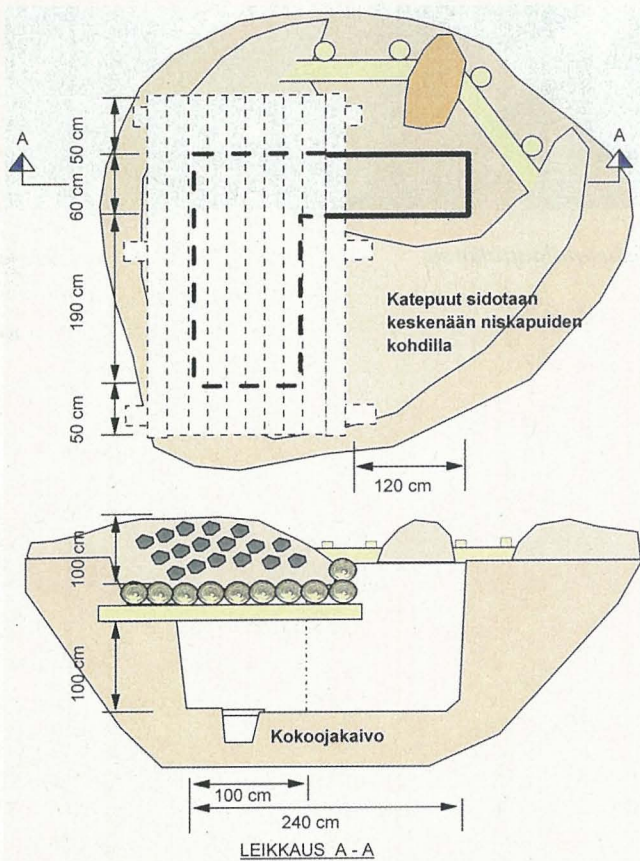 A
A
50 cm
60 cm
190 cm
50 cm
Katepuut sidotaan
keskenään niskapuiden
kohdilla
120 cm
100 cm
100 cm
Kokoojakaivo
100 cm
240 cm
LEIKKAUS A - A